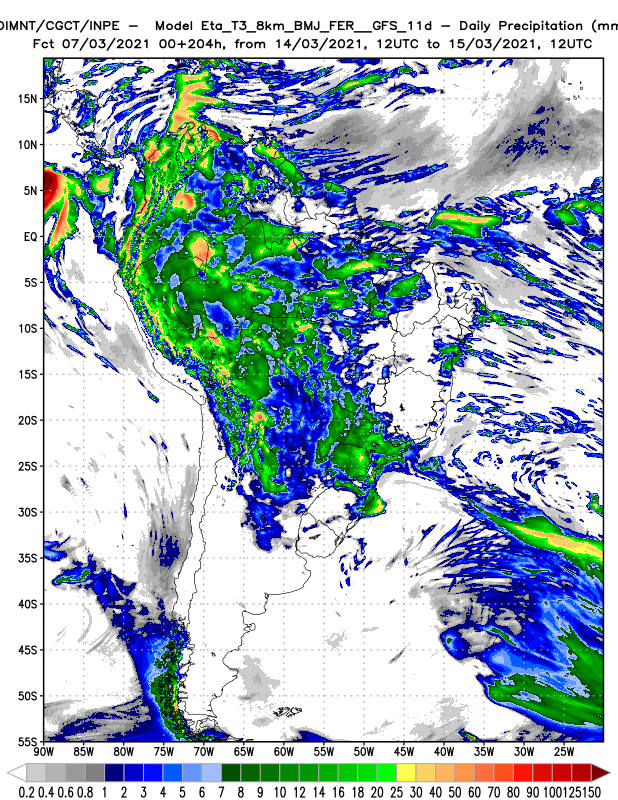 DIMNT/CGCT/INPE – Model Eta_T3_8km_BMJ_FER__GFS_11d – Daily Precipitation (mm
Fct 07/03/2021 00+204h, from 14/03/2021, 12UTC to 15/03/2021, 12UTC
15N
10N
5N
EQ
5S
10S
15S
20S
25S
30S
35S
40S
45S
50S
55S
90W 85W 80W 75W 70W 65W 60W 55W 50W 45W 40W 35W 30W 25W
0.2 0.4 0.6 0.8 1 2 3 4 5 6 7 8 9 10 12 14 16 18 20 25 30 40 50 60 70 80 90 100 125 150